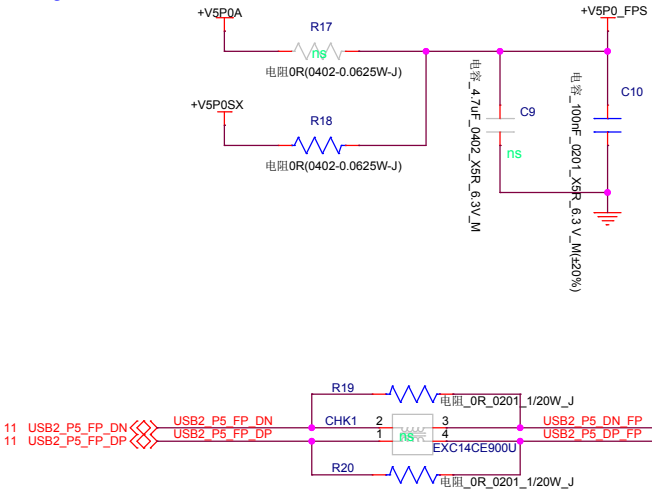 +V5P0A
+V5P0_FPS
R17
ns
电阻0R(0402-0.0625W-J)
+V5P0SX
R18
电阻0R(0402-0.0625W-J)
电容_4.7uF_0402_X5R_6.3V_M
C9
ns
电容_100nF_0201_X5R_6.3 V_M(±20%)
C10
R19
电阻_0R_0201_1/20W_J
11 USB2_P5_FP_DN
USB2_P5_FP_DN
CHK1
2
3
USB2_P5_DN_FP
11 USB2_P5_FP_DP
USB2_P5_FP_DP
1
ns
4
USB2_P5_DP_FP
EXC14CE900U
R20
电阻_0R_0201_1/20W_J